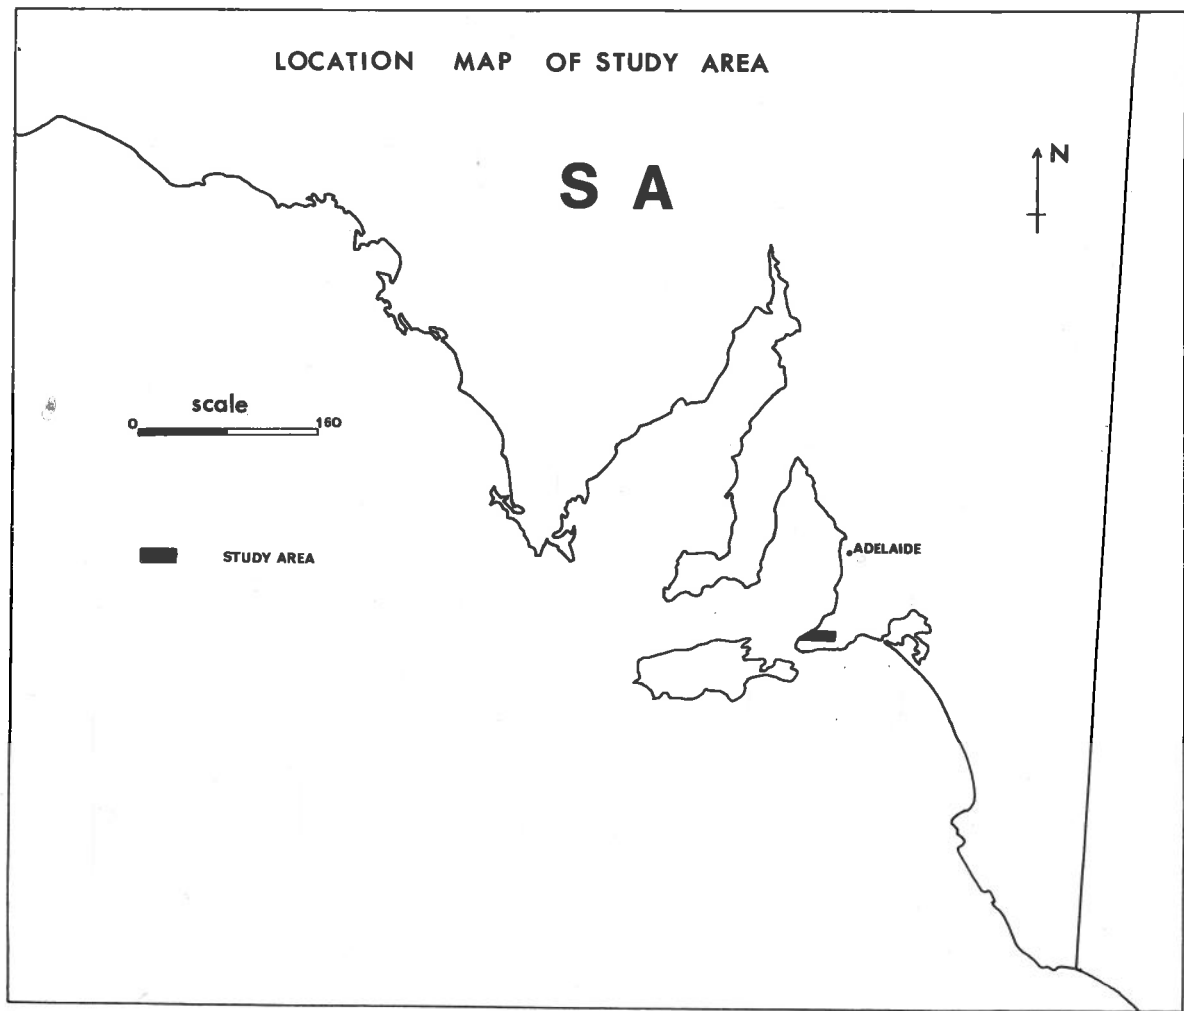 LOCATION MAP OF STUDY AREA
S A
N
scale
0 160
STUDY AREA
ADELAIDE